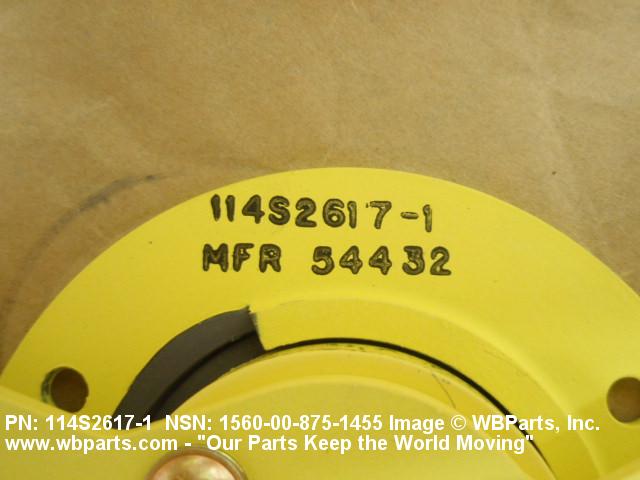 114S2617-1
MFR 54432
PN: 114S2617-1 NSN: 1560-00-875-1455 Image © WBParts, Inc.
www.wbparts.com - "Our Parts Keep the World Moving"